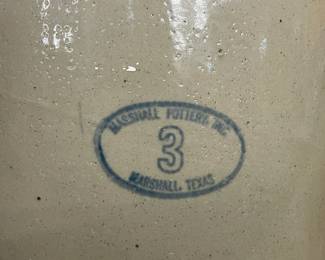 MARSHALL POTTERY, INC.
3
MARSHALL, TEXAS